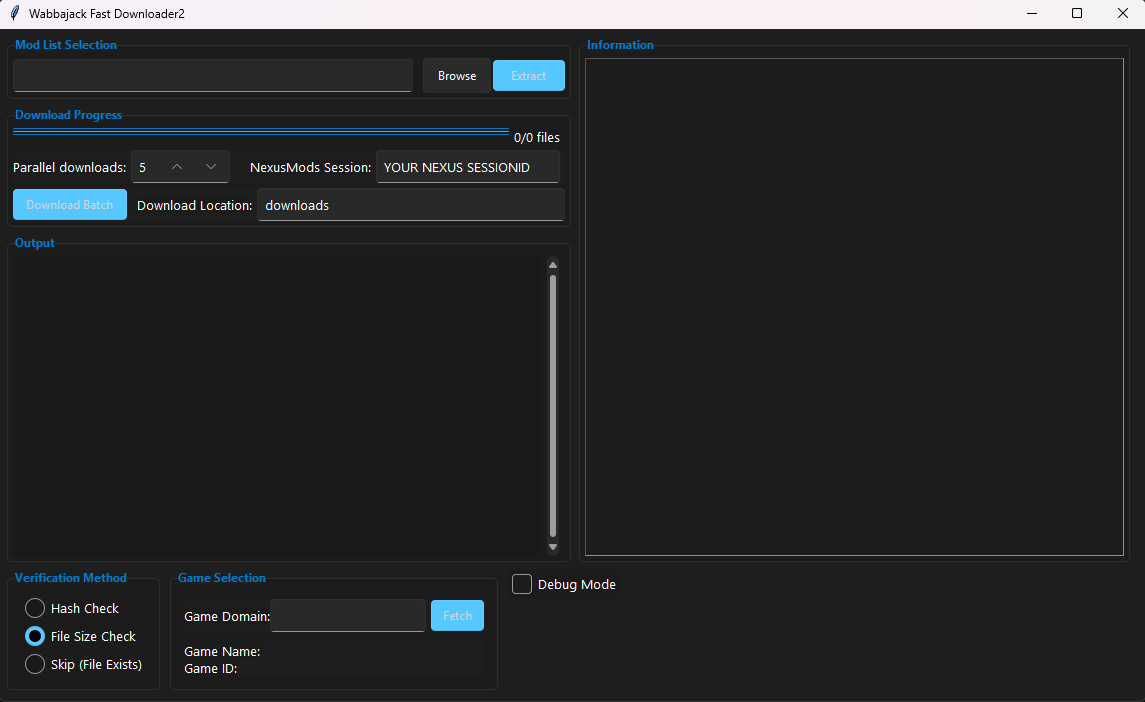 Wabbajack Fast Downloader2
Mod List Selection
Browse
Extract
Download Progress
0/0 files
Parallel downloads: 5
NexusMods Session: YOUR NEXUS SESSIONID
Download Batch
Download Location: downloads
Output
Information
Verification Method
Hash Check
File Size Check
Skip (File Exists)
Game Selection
Game Domain:
Fetch
Game Name:
Game ID:
Debug Mode